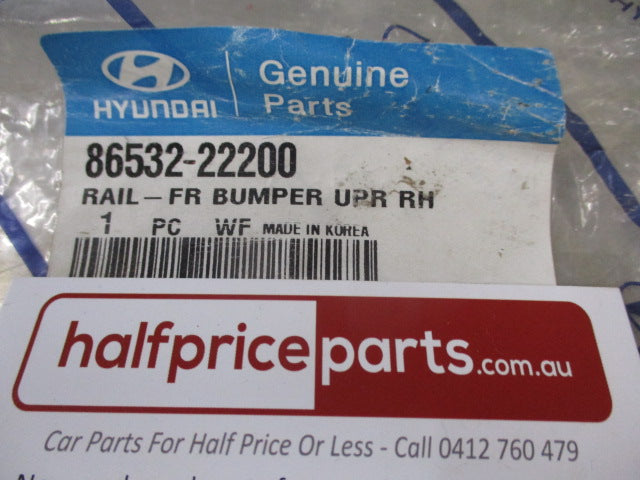 HYUNDAI
HYUNDAI
Genuine
Parts
86532-22200
RAIL-FR BUMPER UPR RH
1 PC WF MADE IN KOREA
halfpriceparts.com.au
Car Parts For Half Price Or Less - Call 0412 760 479